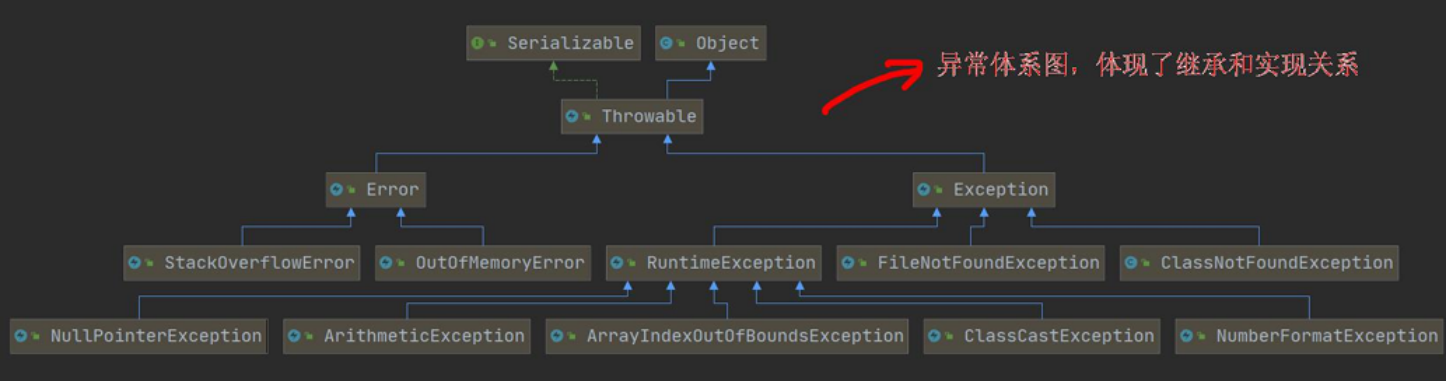 Serializable
Object
异常体系图，体现了继承和实现关系
Throwable
Error
Exception
StackOverflowError
OutOfMemoryError
RuntimeException
FileNotFoundException
ClassNotFoundException
NullPointerException
ArithmeticException
ArrayIndexOutOfBoundsException
ClassCastException
NumberFormatException